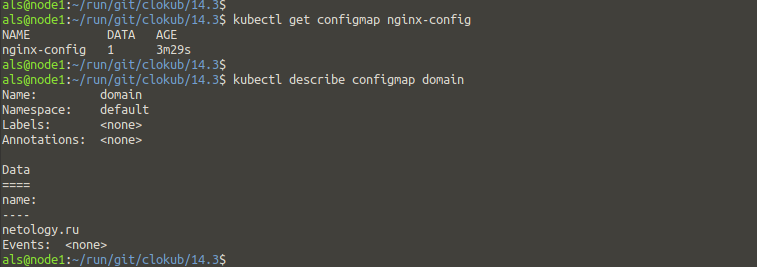 als@node1:~/run/git/clokub/14.3$
als@node1:~/run/git/clokub/14.3$ kubectl get configmap nginx-config
NAME           DATA   AGE
nginx-config   1      3m29s
als@node1:~/run/git/clokub/14.3$
als@node1:~/run/git/clokub/14.3$ kubectl describe configmap domain
Name:         domain
Namespace:    default
Labels:       <none>
Annotations:  <none>

Data
====
name:
----
netology.ru
Events:  <none>
als@node1:~/run/git/clokub/14.3$